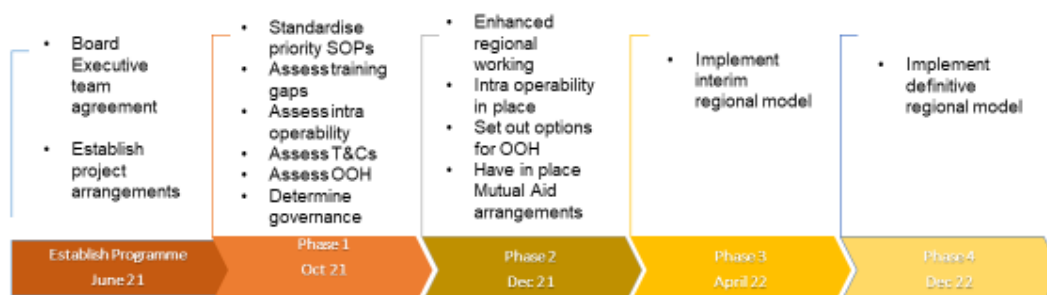 • Board
Executive
team
agreement
• Establish
project
arrangements
• Standardise
priority SOPs
• Assess training
gaps
• Assess intra
operability
• Assess T&Cs
• Assess OOH
• Determine
governance
• Enhanced
regional
working
• Intra operability
in place
• Set out options
for OOH
• Have in place
Mutual Aid
arrangements
• Implement
interim
regional model
• Implement
definitive
regional model
Establish Programme
June 21
Phase 1
Oct 21
Phase 2
Dec 21
Phase 3
April 22
Phase 4
Dec 22